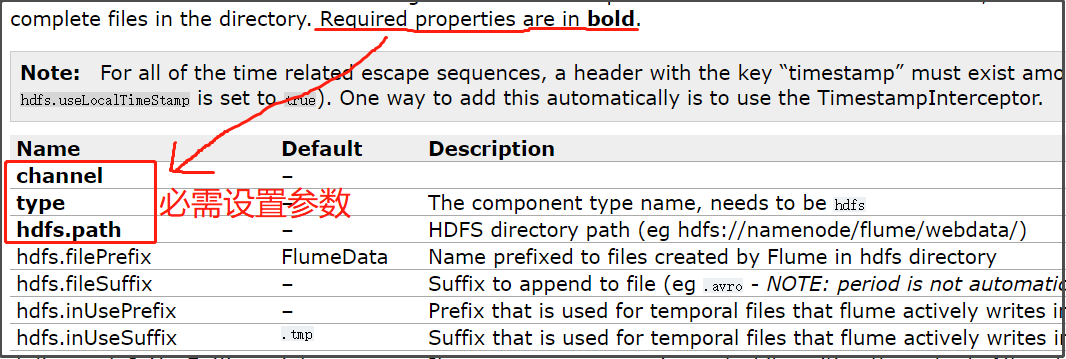 complete files in the directory. Required properties are in bold.
Note: For all of the time related escape sequences, a header with the key “timestamp” must exist amo
hdfs.useLocalTimeStamp is set to true). One way to add this automatically is to use the TimestampInterceptor.
Name Default Description
channel –
type – The component type name, needs to be hdfs
必需设置参数
hdfs.path – HDFS directory path (eg hdfs://namenode/flume/webdata/)
hdfs.filePrefix FlumeData Name prefixed to files created by Flume in hdfs directory
hdfs.fileSuffix – Suffix to append to file (eg .avro - NOTE: period is not automatic
hdfs.inUsePrefix – Prefix that is used for temporal files that flume actively writes in
hdfs.inUseSuffix .tmp Suffix that is used for temporal files that flume actively writes in